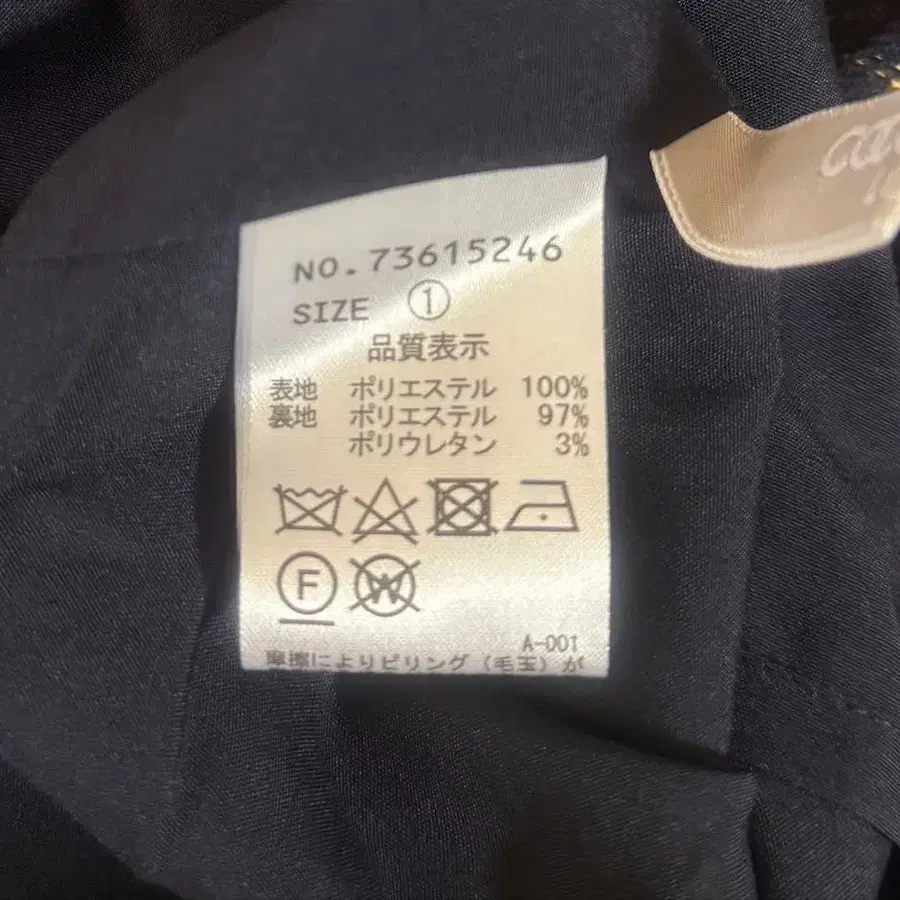 NO.73615246
SIZE ①
品質表示
表地 ポリエステル 100%
裏地 ポリエステル 97%
ポリウレタン 3%
F W
A-001
摩擦によりピリング(毛玉)が